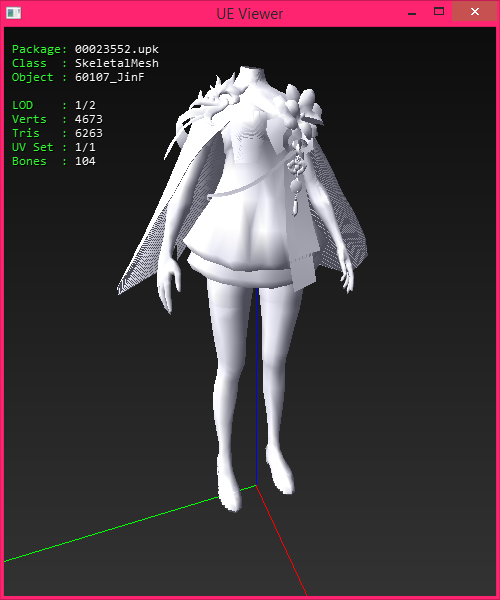 UE Viewer
Package: 00023552.upk
Class  : SkeletalMesh
Object : 60107_JinF
LOD    : 1/2
Verts  : 4673
Tris   : 6263
UV Set : 1/1
Bones  : 104